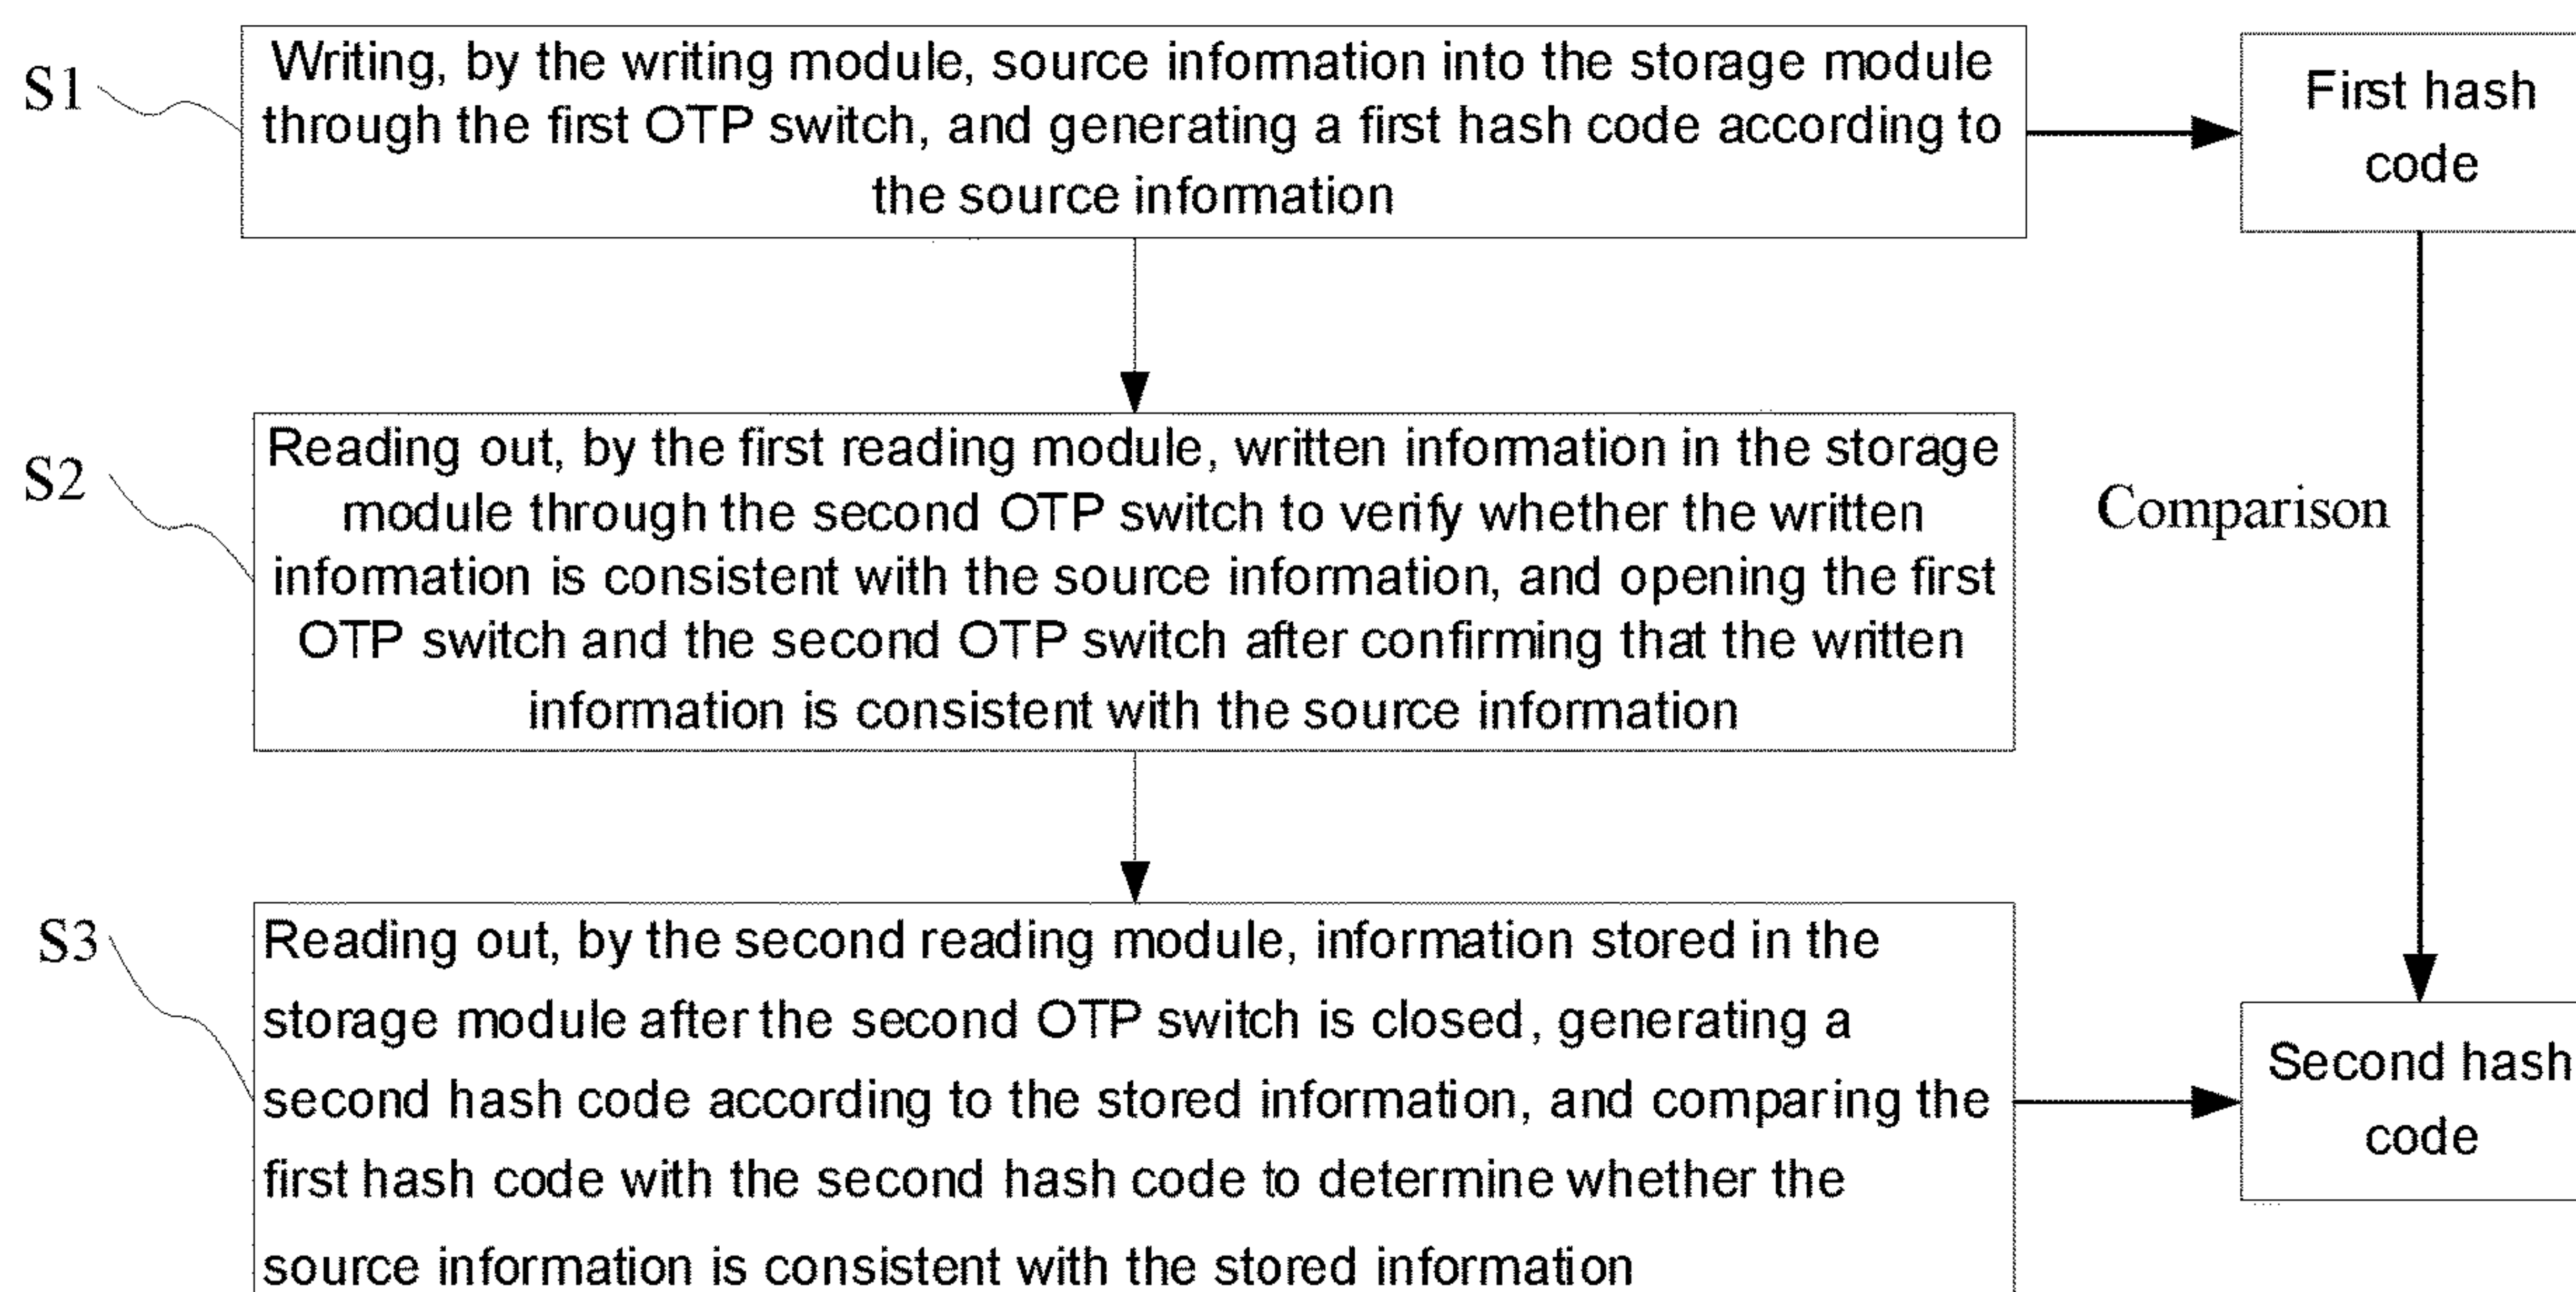 S1
Writing, by the writing module, source information into the storage module
through the first OTP switch, and generating a first hash code according to
the source information
First hash
code
S2
Reading out, by the first reading module, written information in the storage
module through the second OTP switch to verify whether the written
information is consistent with the source information, and opening the first
OTP switch and the second OTP switch after confirming that the written
information is consistent with the source information
Comparison
S3
Reading out, by the second reading module, information stored in the
storage module after the second OTP switch is closed, generating a
second hash code according to the stored information, and comparing the
first hash code with the second hash code to determine whether the
source information is consistent with the stored information
Second hash
code